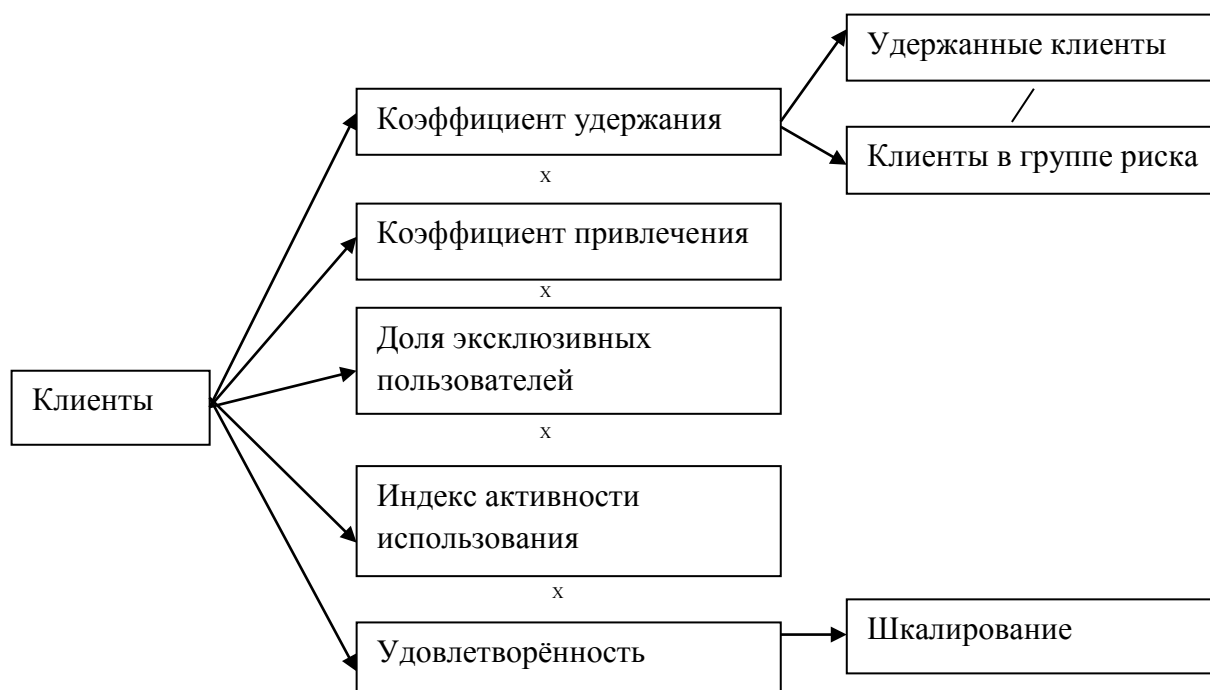 Удержанные клиенты
/
Коэффициент удержания
Клиенты в группе риска
х
Коэффициент привлечения
х
Доля эксклюзивных
пользователей
Клиенты
х
Индекс активности
использования
х
Удовлетворённость
Шкалирование